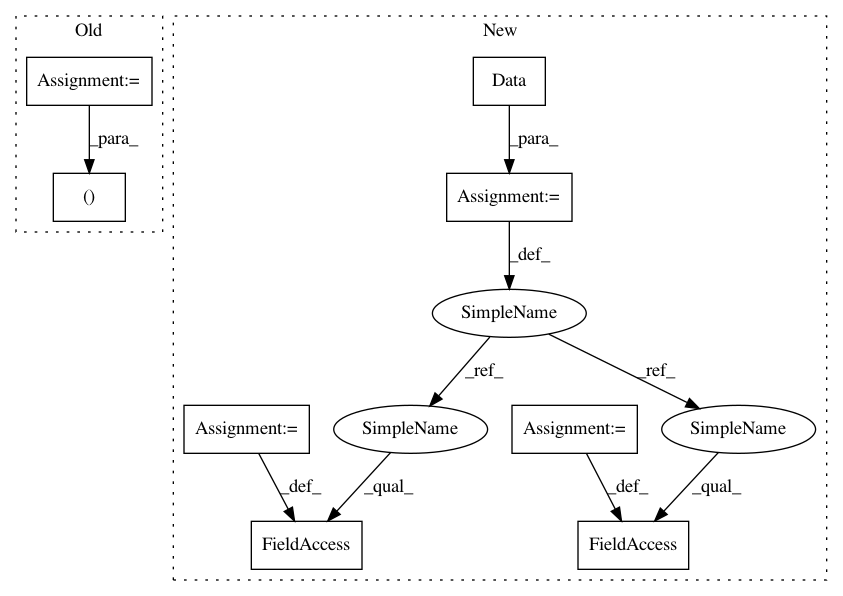 Old
New
Assignment:=
Data
_para_
_para_
()
Assignment:=
_def_
SimpleName
_ref_
_ref_
Assignment:=
SimpleName
Assignment:=
SimpleName
_def_
_qual_
_def_
_qual_
FieldAccess
FieldAccess